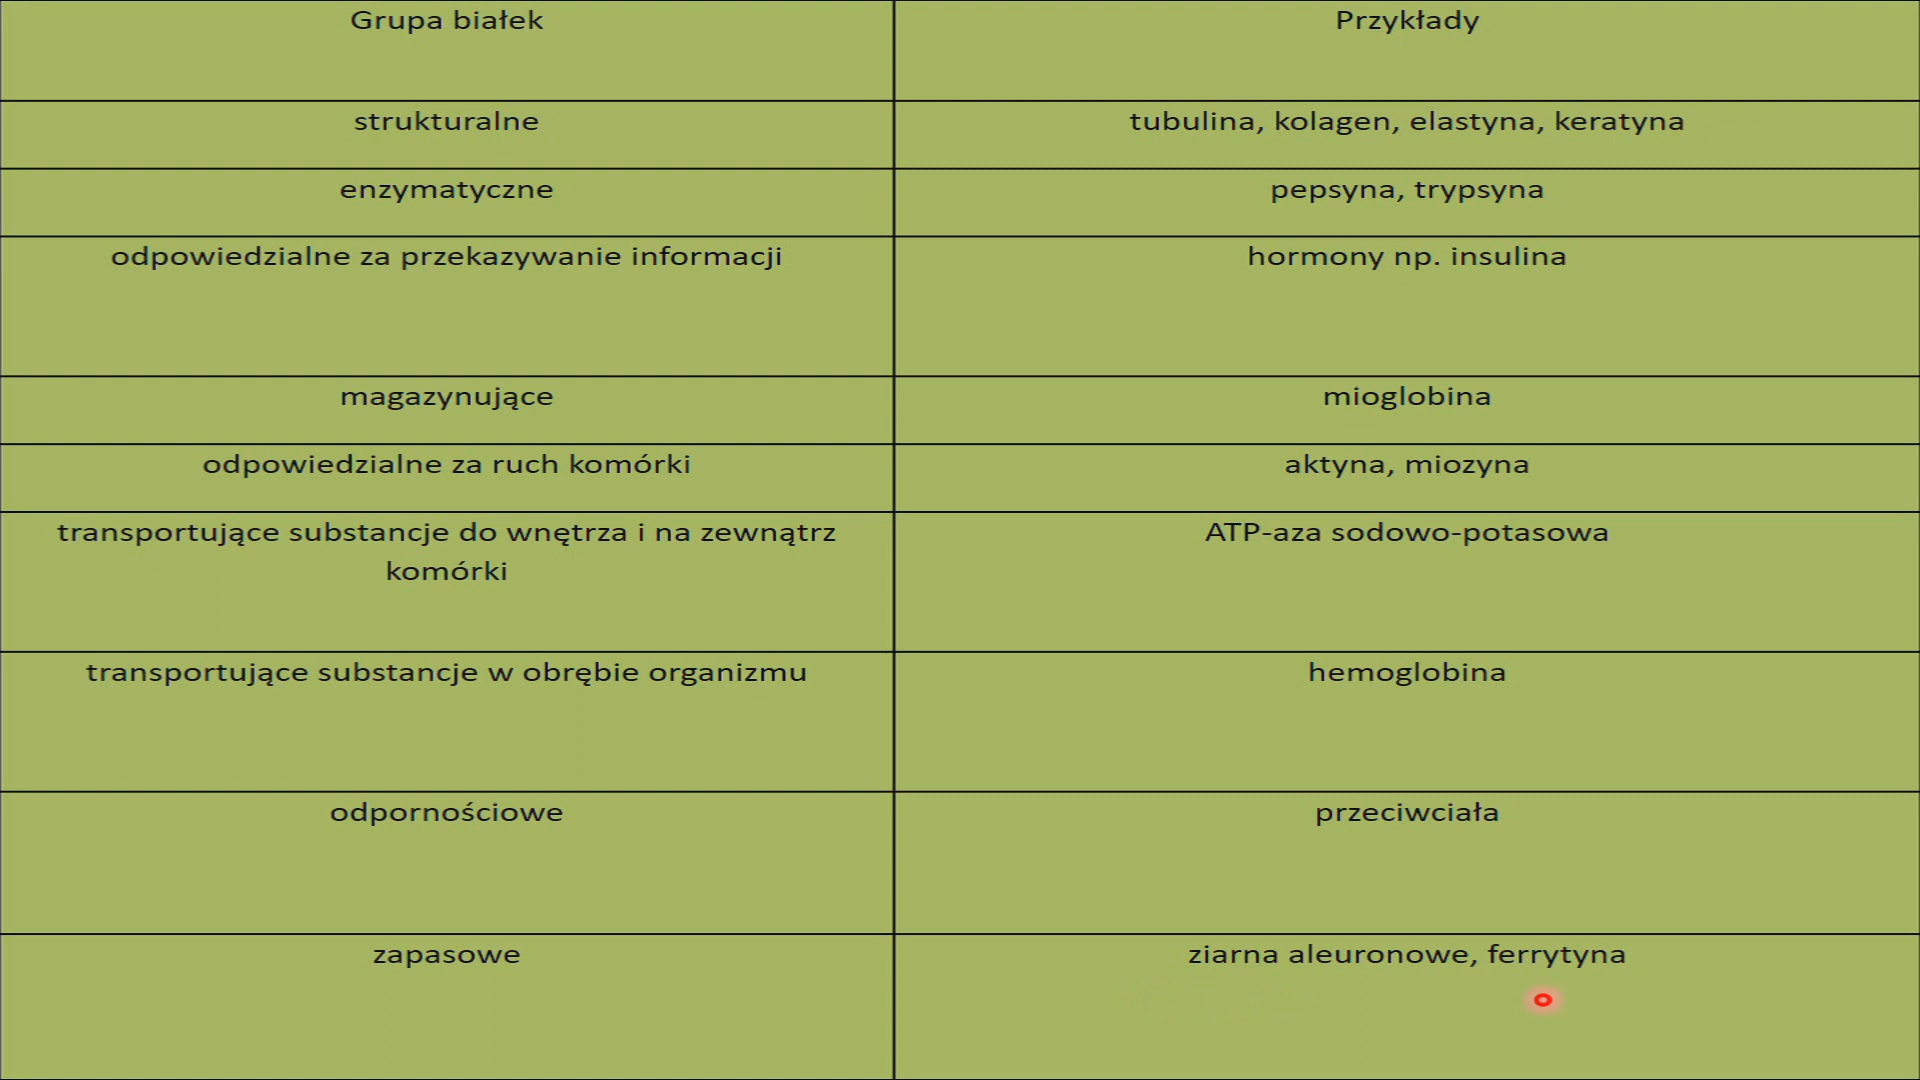 Grupa białek
Przykłady
strukturalne
tubulina, kolagen, elastyna, keratyna
enzymatyczne
pepsyna, trypsyna
odpowiedzialne za przekazywanie informacji
hormony np. insulina
magazynujące
mioglobina
odpowiedzialne za ruch komórki
aktyna, miozyna
transportujące substancje do wnętrza i na zewnątrz
komórki
ATP-aza sodowo-potasowa
transportujące substancje w obrębie organizmu
hemoglobina
odpornościowe
przeciwciała
zapasowe
ziarna aleuronowe, ferrytyna